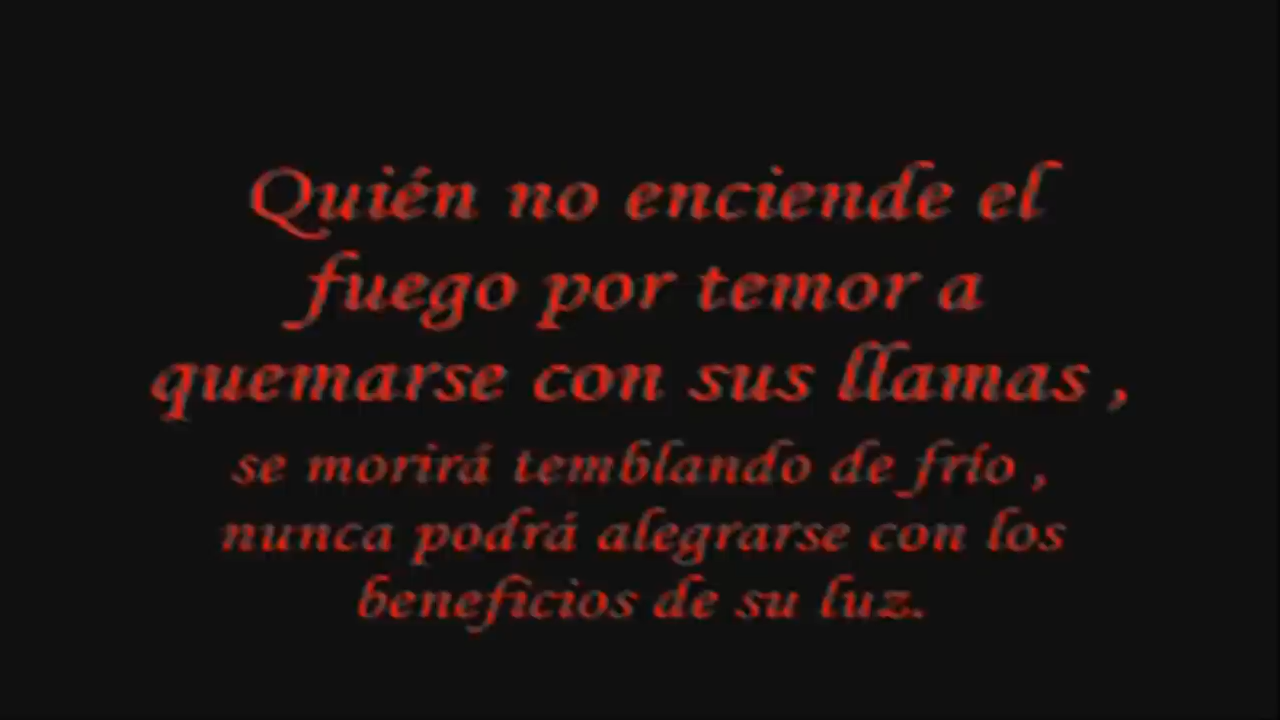 Quién no enciende el
fuego por temor a
quemarse con sus llamas ,
se morirá temblando de frío ,
nunca podrá alegrarse con los
beneficios de su luz.